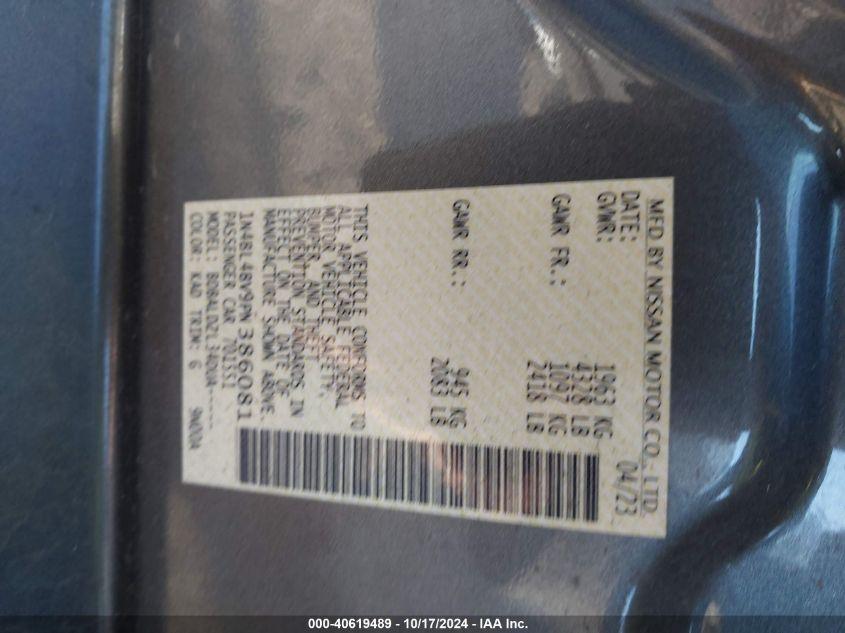 MFD BY NISSAN MOTOR CO., LTD.
DATE: 04/23
GVWR: 1963 KG
4328 LB
GAWR FR.: 1097 KG
2418 LB
GAWR RR.: 945 KG
2083 LB
THIS VEHICLE CONFORMS TO
ALL APPLICABLE FEDERAL
MOTOR VEHICLE SAFETY,
BUMPER, AND THEFT
PREVENTION STANDARDS IN
EFFECT ON THE DATE OF
MANUFACTURE SHOWN ABOVE.
1N4BL4BV9PN386081
PASSENGER CAR 701551
MODEL:
COLOR: KAD TRIM: G 9W00A
000-40619489 - 10/17/2024 - IAA Inc.